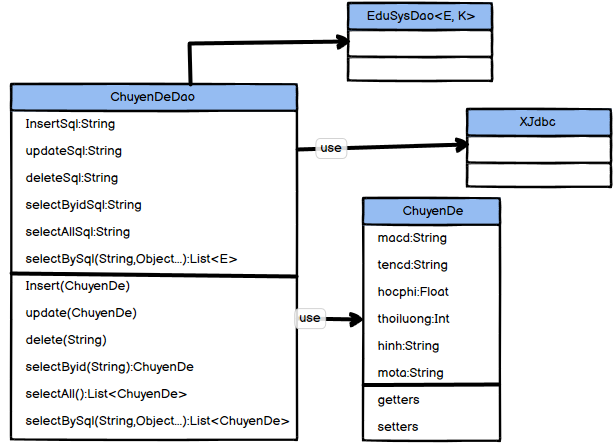 EduSysDao<E, K>
ChuyenDeDao
InsertSql:String
updateSql:String
deleteSql:String
selectByidSql:String
selectAllSql:String
selectBySql(String,Object...):List<E>
Insert(ChuyenDe)
update(ChuyenDe)
delete(String)
selectByid(String):ChuyenDe
selectAll():List<ChuyenDe>
selectBySql(String,Object...):List<ChuyenDe>
use
XJdbc
use
ChuyenDe
macd:String
tencd:String
hocphi:Float
thoiluong:Int
hinh:String
mota:String
getters
setters